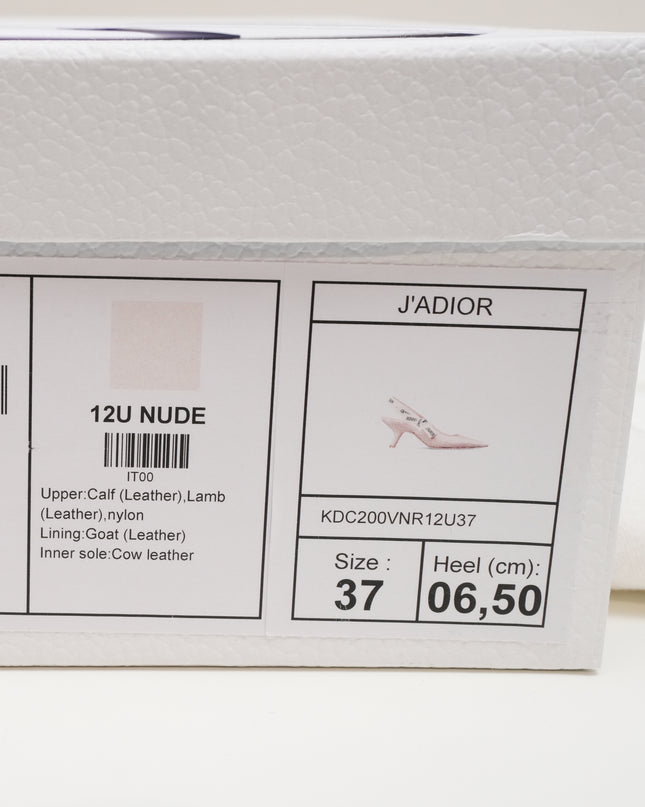 12U NUDE
IT00
Upper:Calf (Leather),Lamb
(Leather),nylon
Lining:Goat (Leather)
Inner sole:Cow leather
J'ADIOR
KDC200VNR12U37
Size :
37
Heel (cm):
06,50